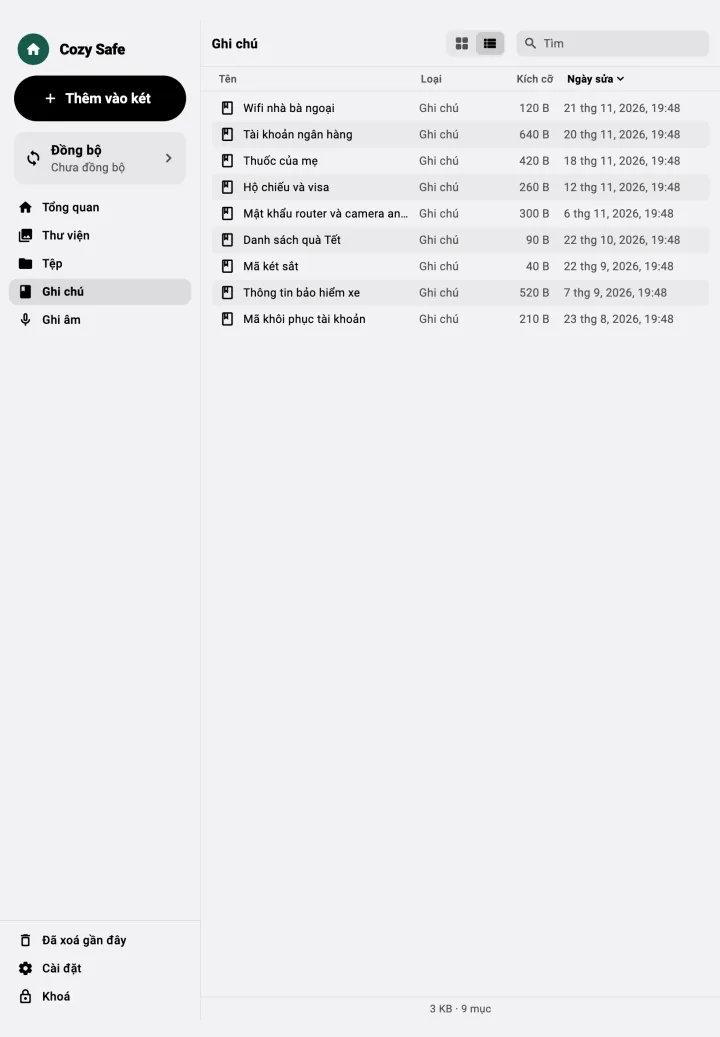 Cozy Safe
Thêm vào két
Đồng bộ
Chưa đồng bộ
Tổng quan
Thư viện
Tệp
Ghi chú
Ghi âm
Đã xoá gần đây
Cài đặt
Khoá
Ghi chú
Tìm
Tên Loại Kích cỡ Ngày sửa
Wifi nhà bà ngoại Ghi chú 120 B 21 thg 11, 2026, 19:48
Tài khoản ngân hàng Ghi chú 640 B 20 thg 11, 2026, 19:48
Thuốc của mẹ Ghi chú 420 B 18 thg 11, 2026, 19:48
Hộ chiếu và visa Ghi chú 260 B 12 thg 11, 2026, 19:48
Mật khẩu router và camera an... Ghi chú 300 B 6 thg 11, 2026, 19:48
Danh sách quà Tết Ghi chú 90 B 22 thg 10, 2026, 19:48
Mã két sắt Ghi chú 40 B 22 thg 9, 2026, 19:48
Thông tin bảo hiểm xe Ghi chú 520 B 7 thg 9, 2026, 19:48
Mã khôi phục tài khoản Ghi chú 210 B 23 thg 8, 2026, 19:48
3 KB · 9 mục